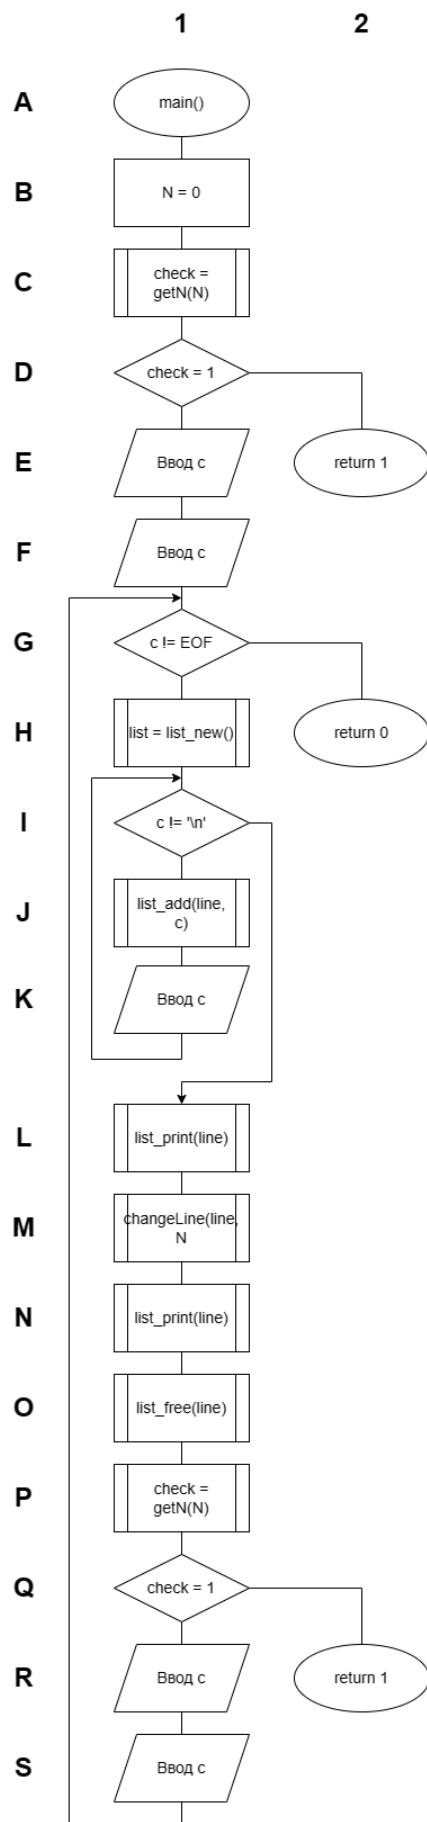 1 2
A main()
B N = 0
C check =
getN(N)
D check = 1
E Ввод c return 1
F Ввод c
G c != EOF
H list = list_new() return 0
I c != '\n'
J list_add(line,
c)
K Ввод c
L list_print(line)
M changeLine(line,
N
N list_print(line)
O list_free(line)
P check =
getN(N)
Q check = 1
R Ввод c return 1
S Ввод c